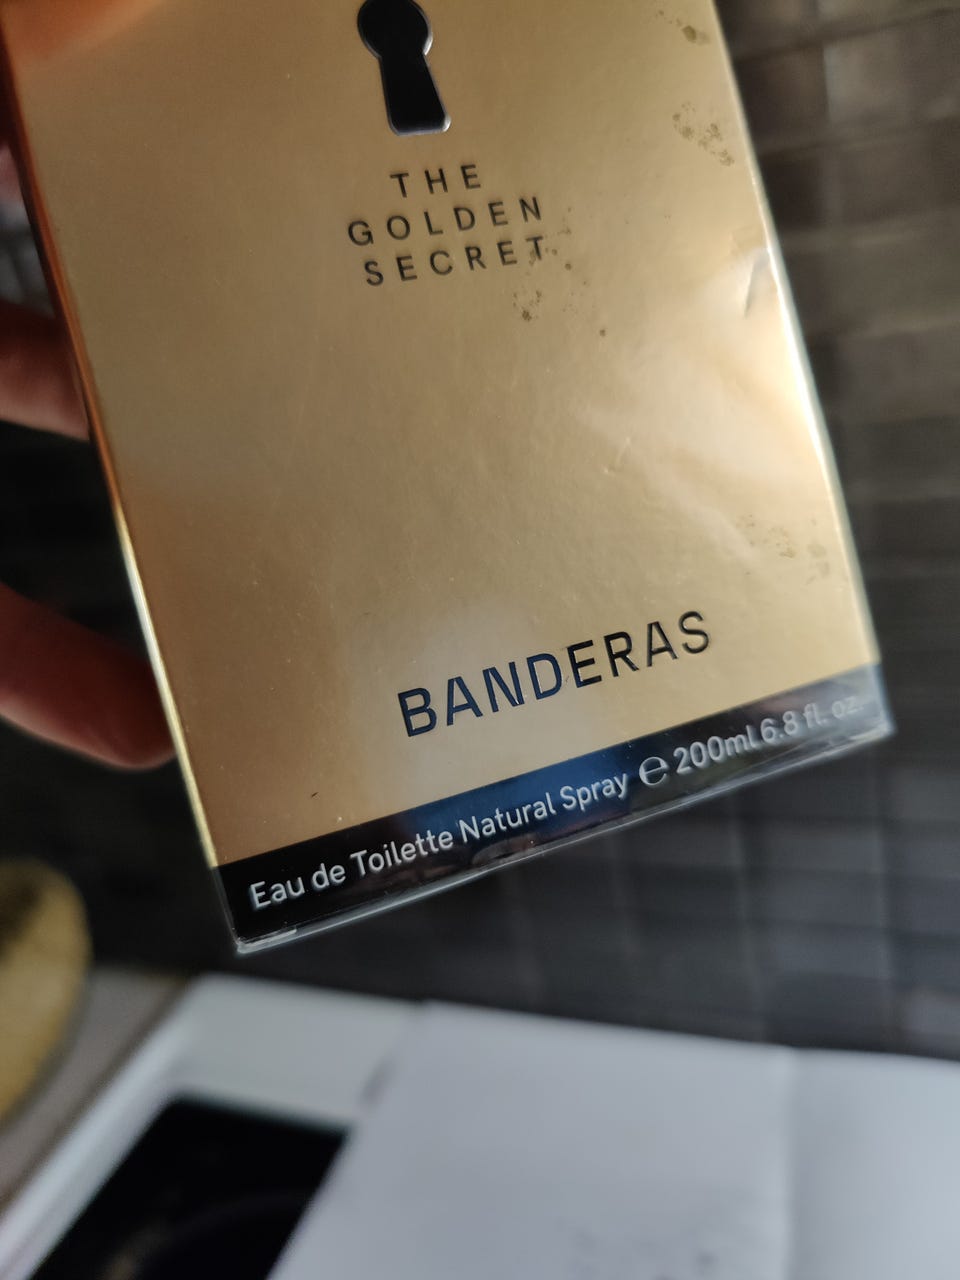 THE
GOLDEN
SECRET
BANDERAS
Eau de Toilette Natural Spray ℮ 200ml 6.8 fl. oz.